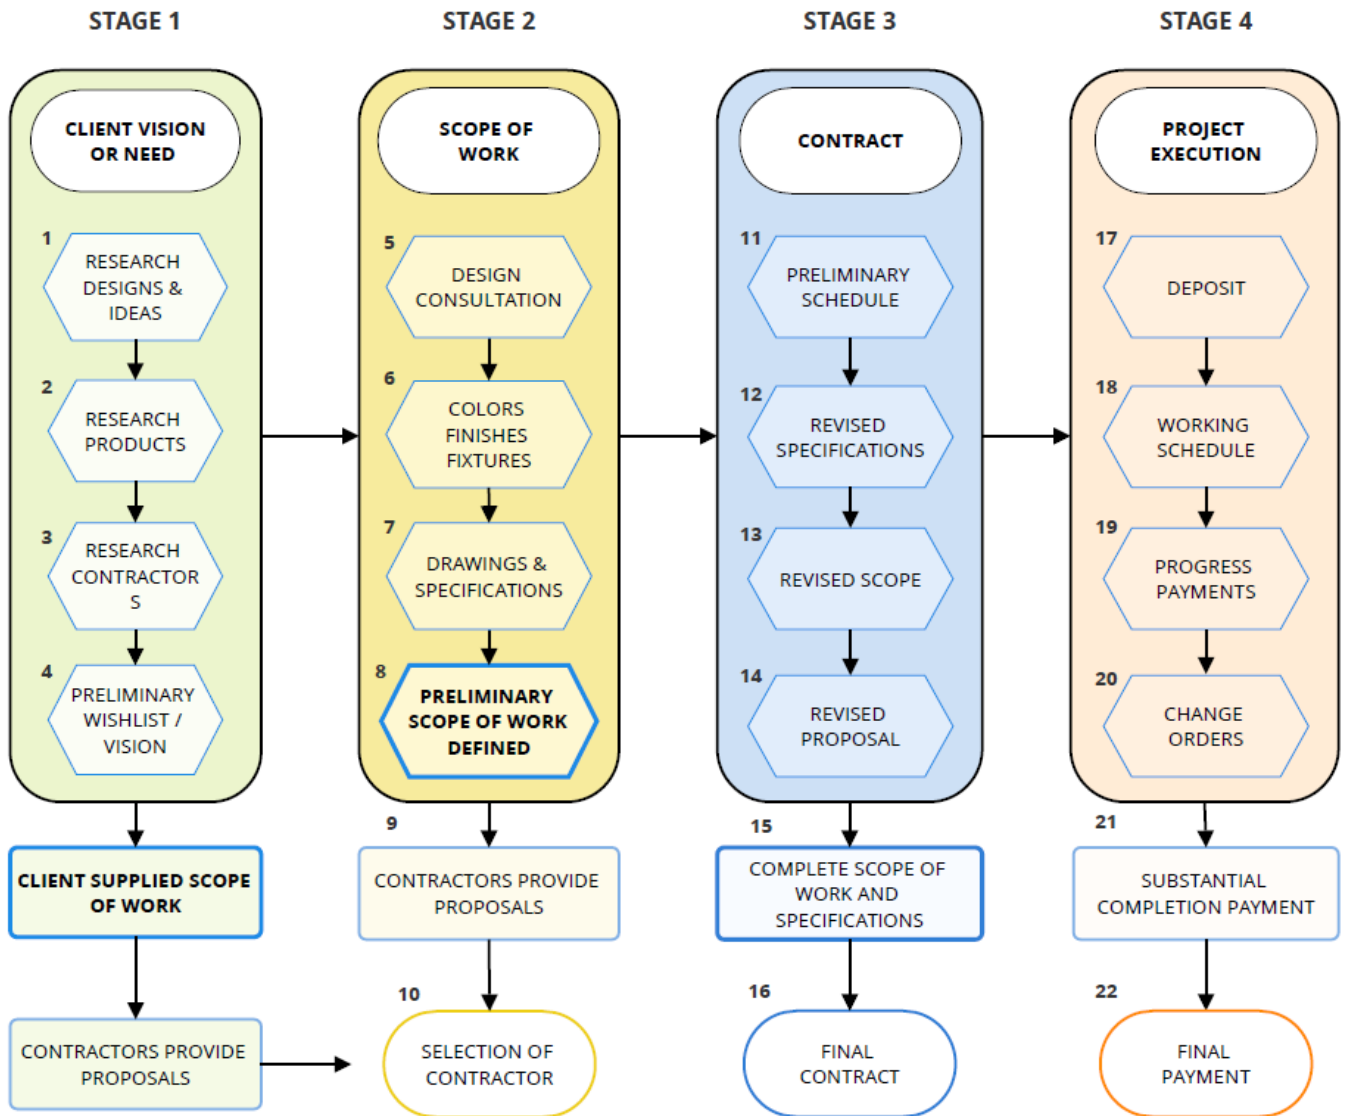 STAGE 1
STAGE 2
STAGE 3
STAGE 4
CLIENT VISION
OR NEED
1
RESEARCH
DESIGNS &
IDEAS
2
RESEARCH
PRODUCTS
3
RESEARCH
CONTRACTOR
S
4
PRELIMINARY
WISHLIST /
VISION
CLIENT SUPPLIED SCOPE
OF WORK
CONTRACTORS PROVIDE
PROPOSALS
SCOPE OF
WORK
5
DESIGN
CONSULTATION
6
COLORS
FINISHES
FIXTURES
7
DRAWINGS &
SPECIFICATIONS
8
PRELIMINARY
SCOPE OF WORK
DEFINED
9
CONTRACTORS PROVIDE
PROPOSALS
10
SELECTION OF
CONTRACTOR
CONTRACT
11
PRELIMINARY
SCHEDULE
12
REVISED
SPECIFICATIONS
13
REVISED SCOPE
14
REVISED
PROPOSAL
15
COMPLETE SCOPE OF
WORK AND
SPECIFICATIONS
16
FINAL
CONTRACT
PROJECT
EXECUTION
17
DEPOSIT
18
WORKING
SCHEDULE
19
PROGRESS
PAYMENTS
20
CHANGE
ORDERS
21
SUBSTANTIAL
COMPLETION PAYMENT
22
FINAL
PAYMENT